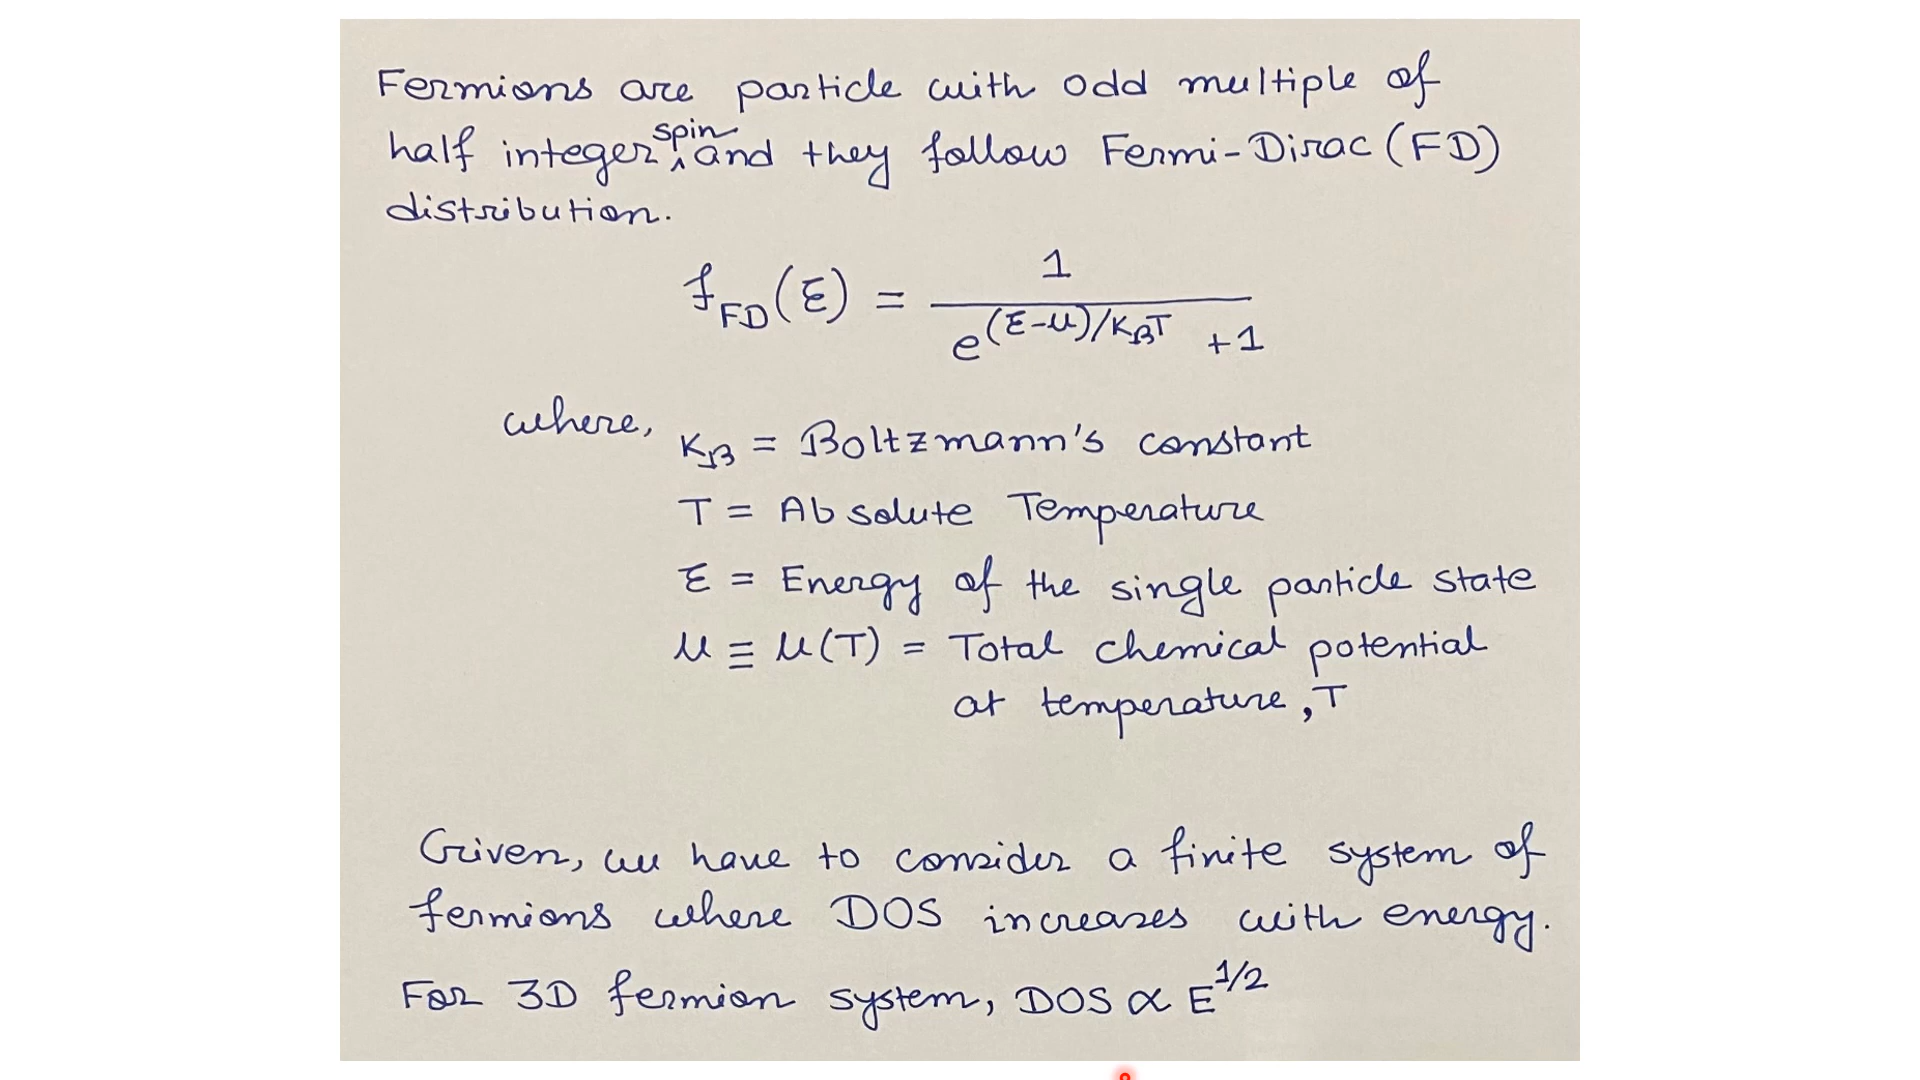 Fermions are particle with odd multiple of
half integer spin and they follow Fermi-Dirac (FD)
distribution.
f_FD(ε) = 1 / (e^((ε-μ)/K_BT) + 1)
where, K_B = Boltzmann's constant
T = Absolute Temperature
ε = Energy of the single particle state
μ ≡ μ(T) = Total chemical potential
at temperature, T
Given, we have to consider a finite system of
fermions where DOS increases with energy.
For 3D fermion system, DOS ∝ E^1/2